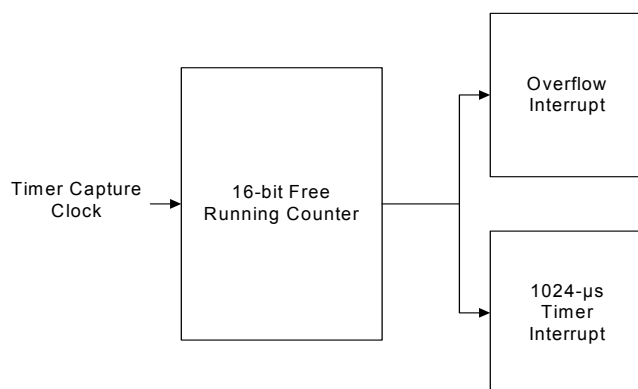 Timer Capture
Clock
16-bit Free
Running Counter
Overflow
Interrupt
1024-µs
Timer
Interrupt